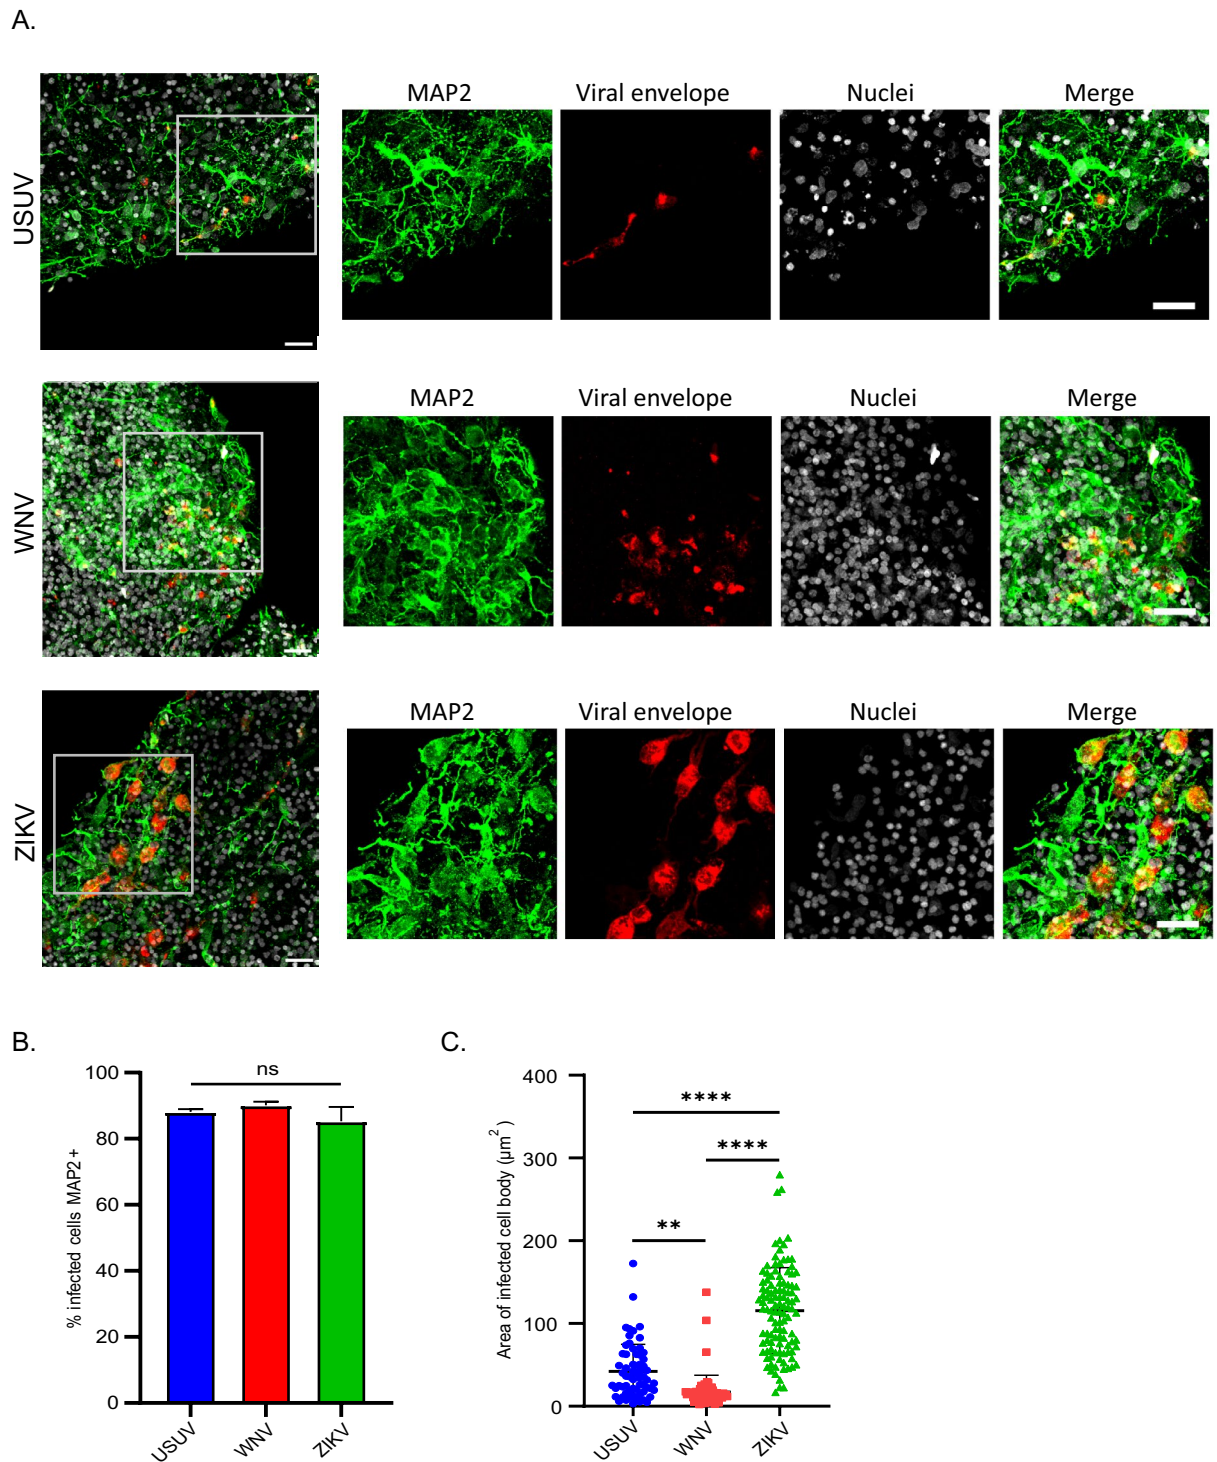 A.
MAP2 Viral envelope Nuclei Merge
USUV
MAP2 Viral envelope Nuclei Merge
WNV
MAP2 Viral envelope Nuclei Merge
ZIKV
B.
% infected cells MAP2+
100
80
60
40
20
0
ns
USUV WNV ZIKV
C.
Area of infected cell body (µm²)
400
300
200
100
0
****
****
**
USUV WNV ZIKV